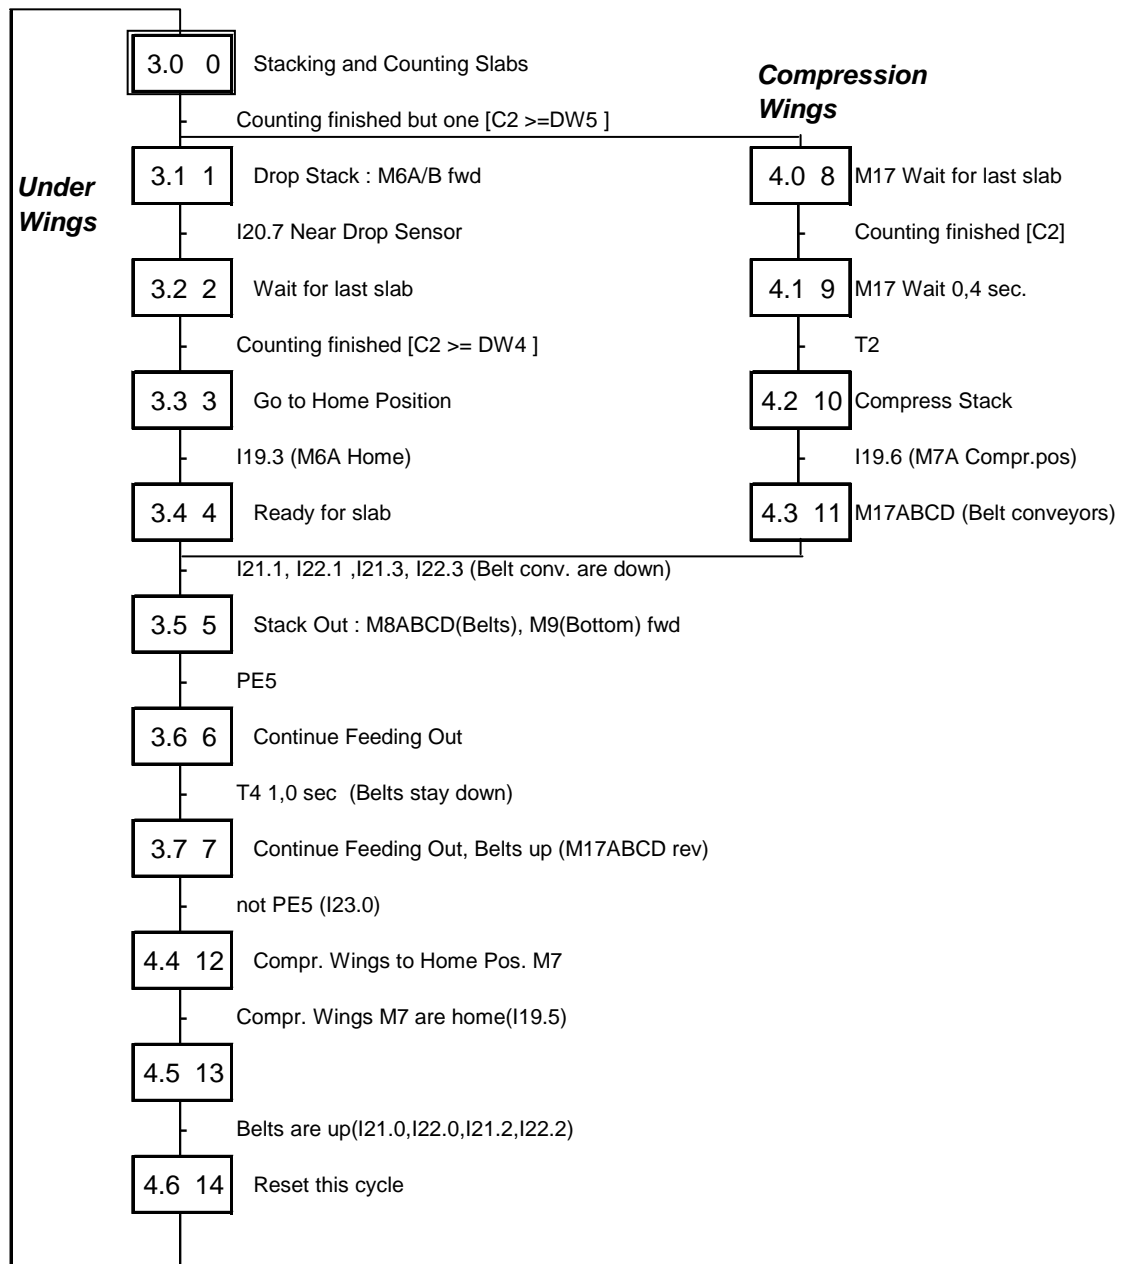 3.0 0 Stacking and Counting Slabs
Compression
Wings
Counting finished but one [C2 >=DW5 ]
Under
Wings
3.1 1 Drop Stack : M6A/B fwd
4.0 8 M17 Wait for last slab
I20.7 Near Drop Sensor
Counting finished [C2]
3.2 2 Wait for last slab
4.1 9 M17 Wait 0,4 sec.
Counting finished [C2 >= DW4 ]
T2
3.3 3 Go to Home Position
4.2 10 Compress Stack
I19.3 (M6A Home)
I19.6 (M7A Compr.pos)
3.4 4 Ready for slab
4.3 11 M17ABCD (Belt conveyors)
I21.1, I22.1 ,I21.3, I22.3 (Belt conv. are down)
3.5 5 Stack Out : M8ABCD(Belts), M9(Bottom) fwd
PE5
3.6 6 Continue Feeding Out
T4 1,0 sec (Belts stay down)
3.7 7 Continue Feeding Out, Belts up (M17ABCD rev)
not PE5 (I23.0)
4.4 12 Compr. Wings to Home Pos. M7
Compr. Wings M7 are home(I19.5)
4.5 13
Belts are up(I21.0,I22.0,I21.2,I22.2)
4.6 14 Reset this cycle